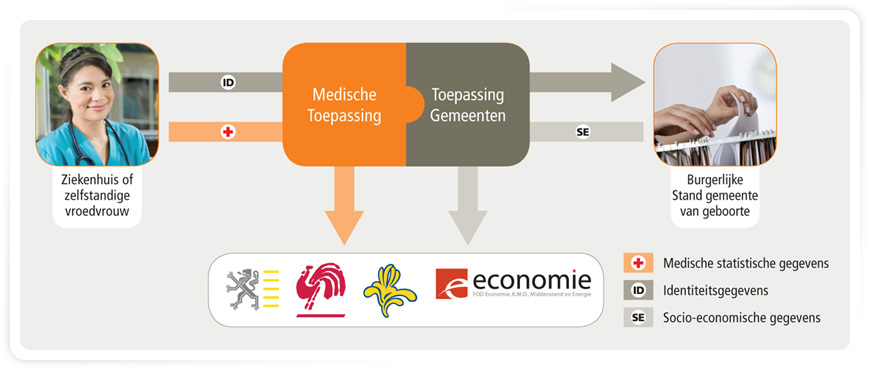 ID
Medische
Toepassing
Toepassing
Gemeenten
SE
Ziekenhuis of
zelfstandige
vroedvrouw
Burgerlijke
Stand gemeente
van geboorte
economie
FOD Economie, K.M.O., Middenstand en Energie
Medische statistische gegevens
ID Identiteitsgegevens
SE Socio-economische gegevens